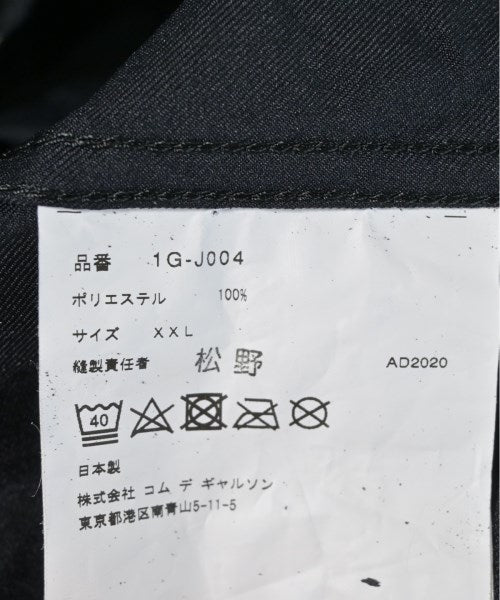 品番 1G-J004
ポリエステル 100%
サイズ XXL
縫製責任者 松野 AD2020
40
日本製
株式会社 コム デ ギャルソン
東京都港区南青山5-11-5